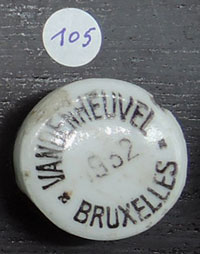 105
VANDENHEUVEL
1932
* BRUXELLES *